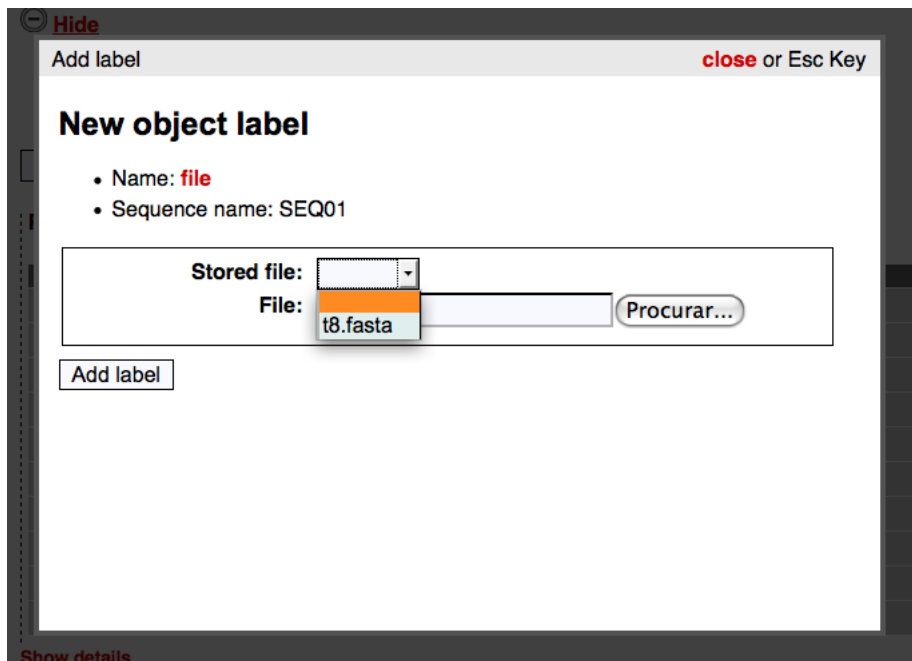 Hide
Add label
close or Esc Key
New object label
• Name: file
• Sequence name: SEQ01
Stored file:
t8.fasta
File:
Procurar...
Add label
Show details